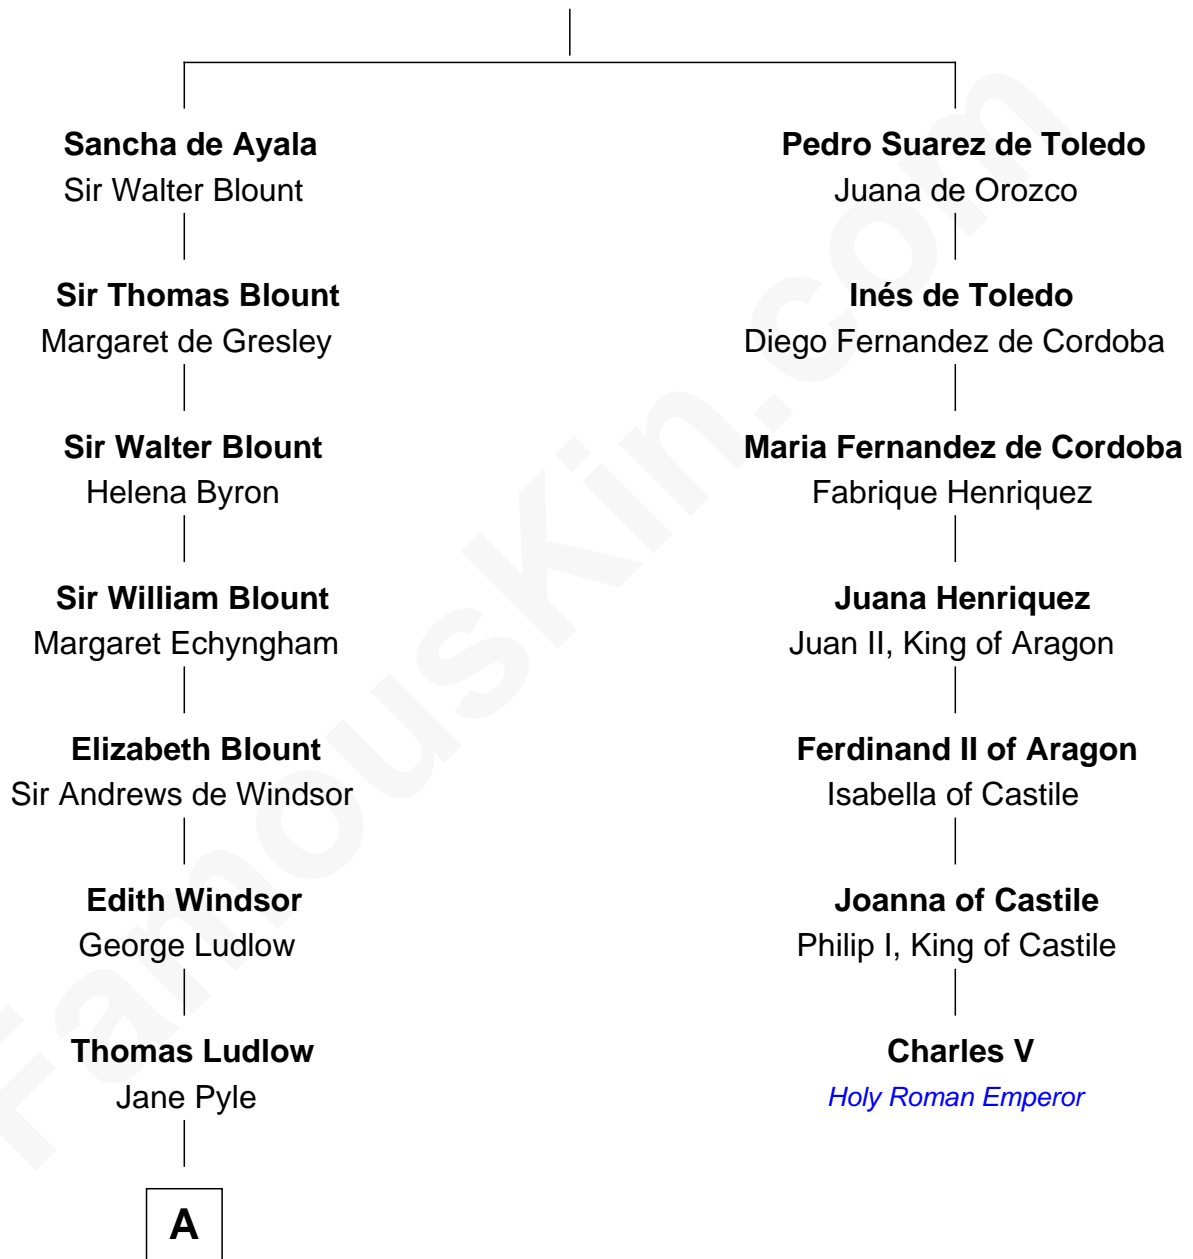 Sancha de Ayala
Sir Walter Blount
Sir Thomas Blount
Margaret de Gresley
Sir Walter Blount
Helena Byron
Sir William Blount
Margaret Echyngham
Elizabeth Blount
Sir Andrews de Windsor
Edith Windsor
George Ludlow
Thomas Ludlow
Jane Pyle
A
Pedro Suarez de Toledo
Juana de Orozco
Inés de Toledo
Diego Fernandez de Cordoba
Maria Fernandez de Cordoba
Fabrique Henriquez
Juana Henriquez
Juan II, King of Aragon
Ferdinand II of Aragon
Isabella of Castile
Joanna of Castile
Philip I, King of Castile
Charles V
Holy Roman Emperor
FamousKin.com